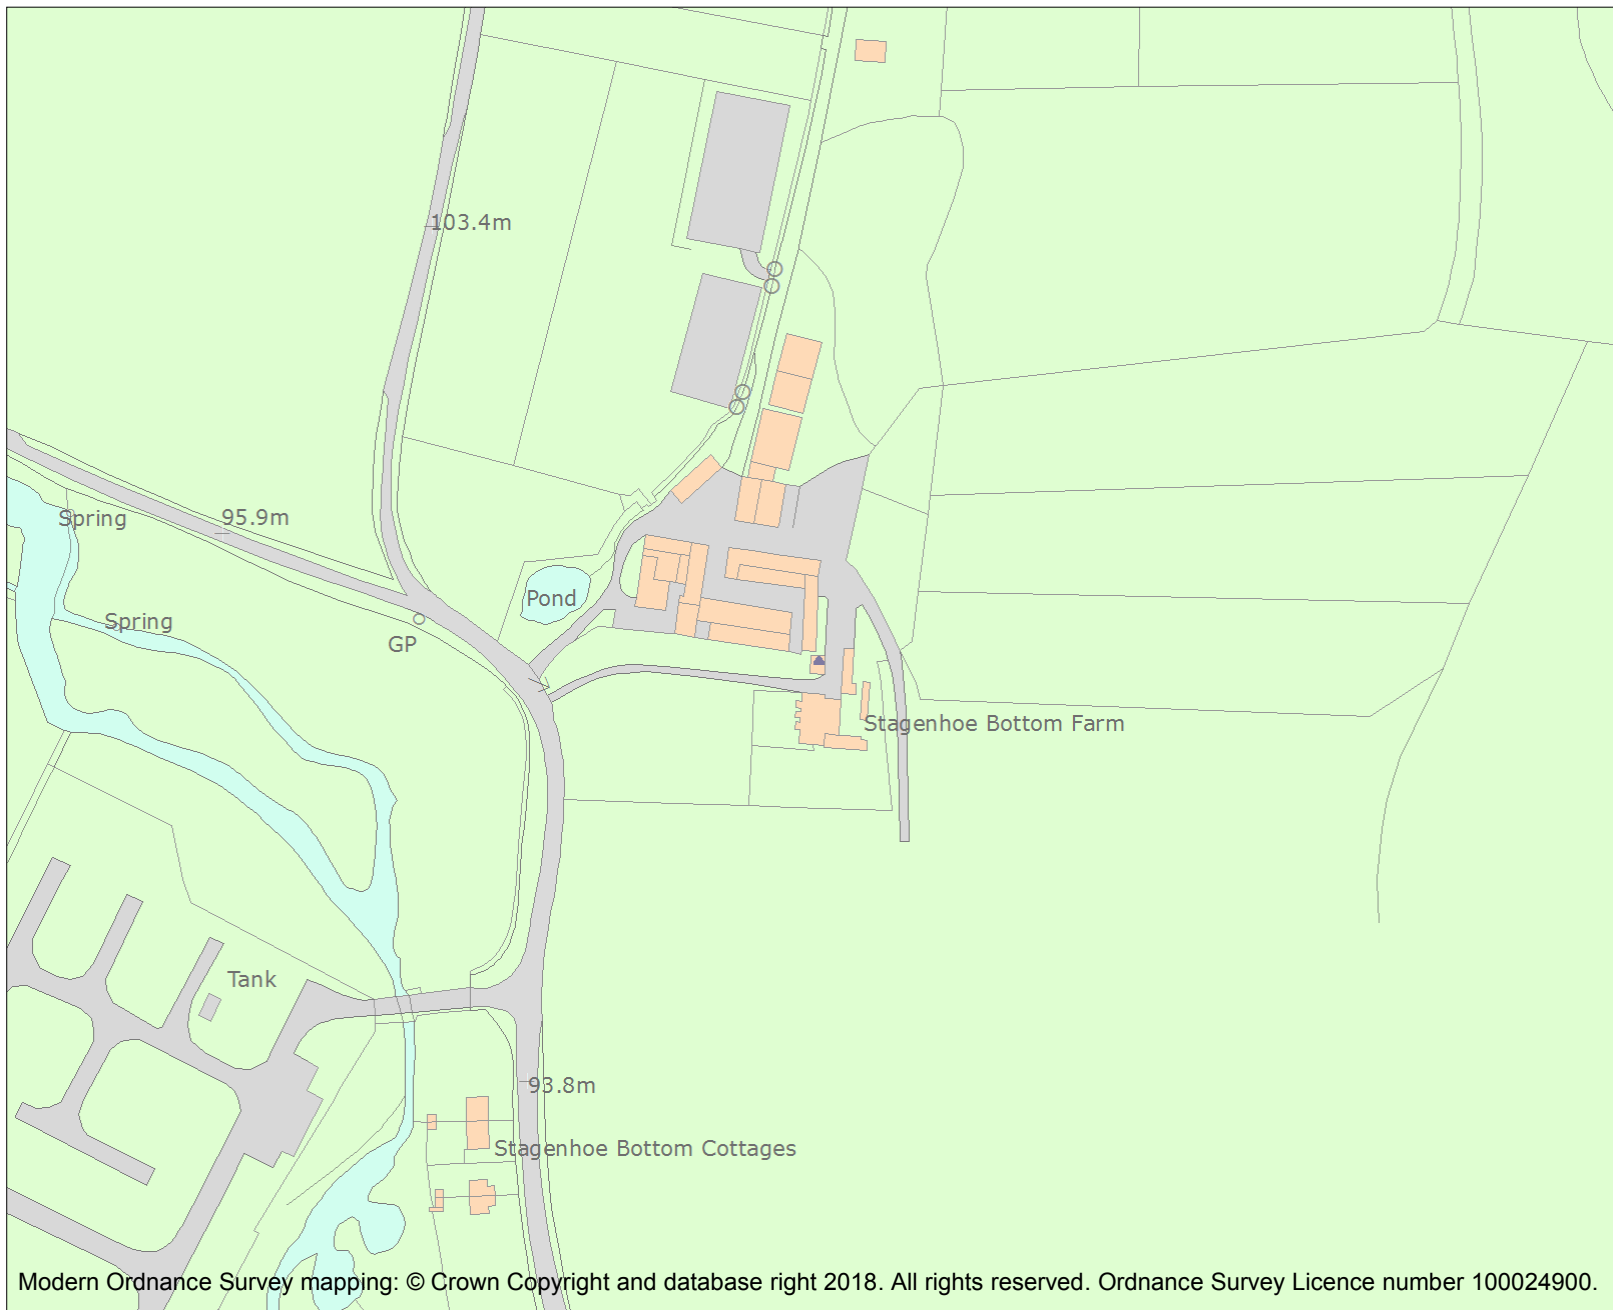 103.4m
Spring
95.9m
Pond
Spring
GP
Stagenhoe Bottom Farm
Tank
93.8m
Stagenhoe Bottom Cottages
Modern Ordnance Survey mapping: © Crown Copyright and database right 2018. All rights reserved. Ordnance Survey Licence number 100024900.